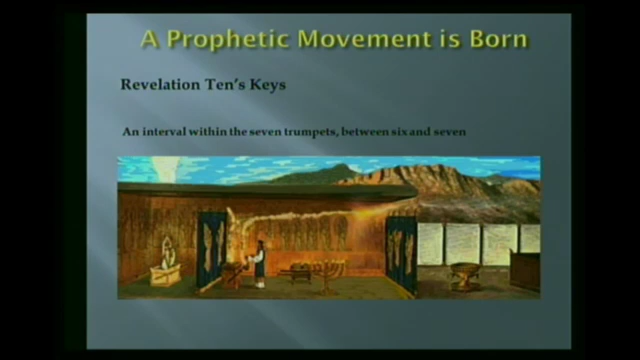 A Prophetic Movement is Born
Revelation Ten's Keys
An interval within the seven trumpets, between six and seven